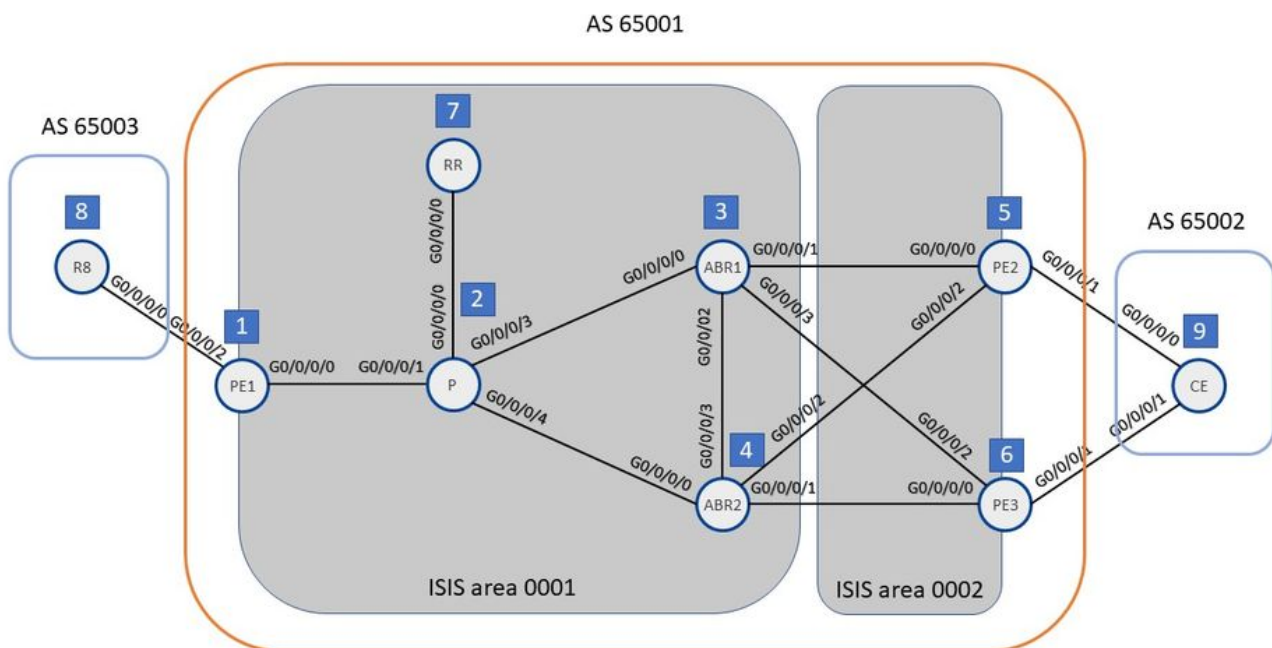 AS 65001
AS 65003
7
RR
8
3
5
AS 65002
G0/0/0/0
R8
G0/0/0/0
G0/0/0/2
1
PE1
G0/0/0/0
G0/0/0/1
2
G0/0/0/0
P
G0/0/0/3
G0/0/0/4
G0/0/0/0
ABR1
G0/0/0/1
G0/0/0/3
G0/0/02
G0/0/0/0
PE2
G0/0/0/1
G0/0/0/2
G0/0/0/0
9
CE
G0/0/0/1
G0/0/0/1
G0/0/0/2
G0/0/0/2
G0/0/0/3
4
G0/0/0/0
ABR2
G0/0/0/1
G0/0/0/0
6
PE3
ISIS area 0001
ISIS area 0002